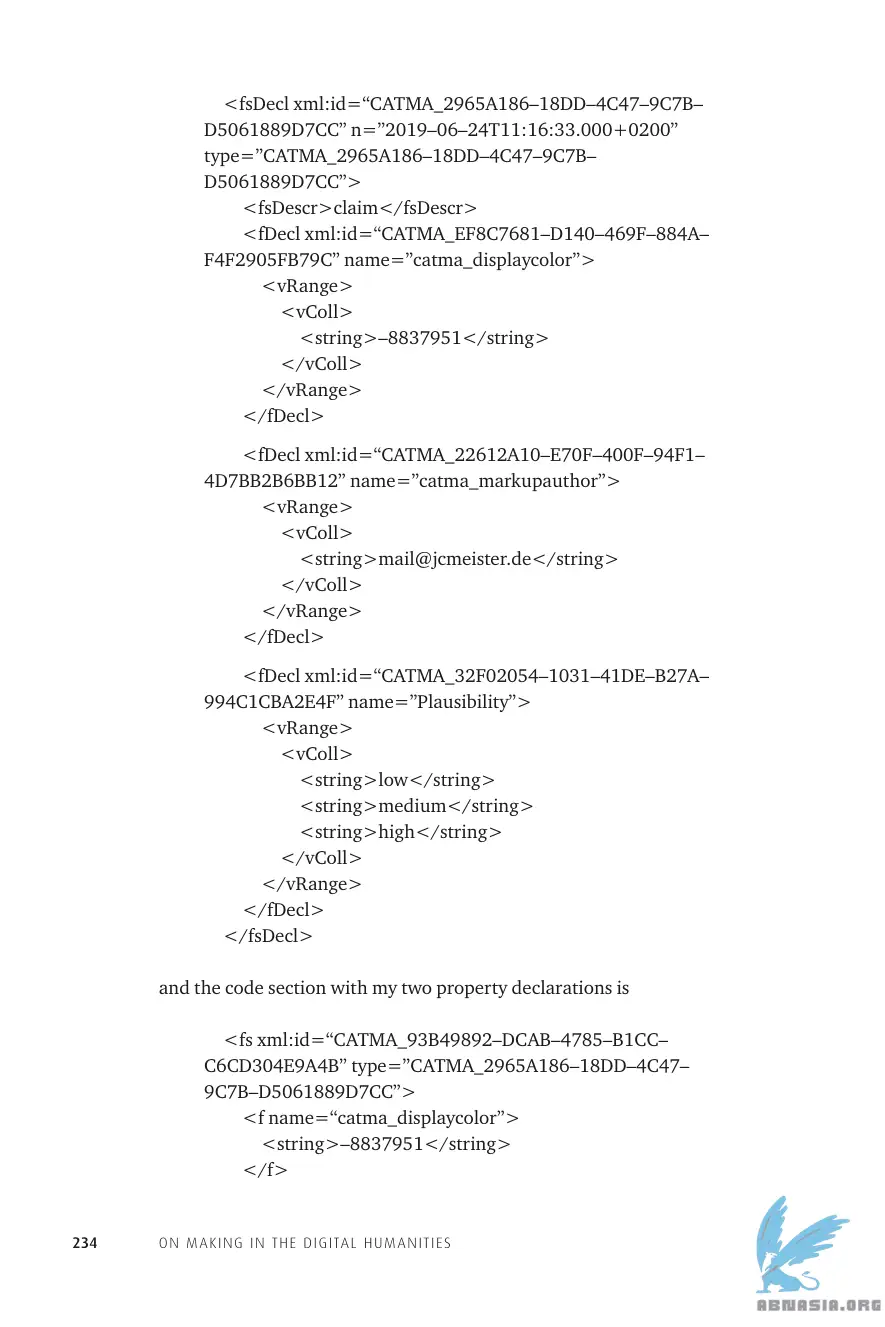 <fsDecl xml:id=“CATMA_2965A186–18DD–4C47–9C7B–
D5061889D7CC” n=”2019–06–24T11:16:33.000+0200”
type=”CATMA_2965A186–18DD–4C47–9C7B–
D5061889D7CC”>
<fsDescr>claim</fsDescr>
<fDecl xml:id=“CATMA_EF8C7681–D140–469F–884A–
F4F2905FB79C” name=”catma_displaycolor”>
<vRange>
<vColl>
<string>–8837951</string>
</vColl>
</vRange>
</fDecl>
<fDecl xml:id=“CATMA_22612A10–E70F–400F–94F1–
4D7BB2B6BB12” name=”catma_markupauthor”>
<vRange>
<vColl>
<string>mail@jcmeister.de</string>
</vColl>
</vRange>
</fDecl>
<fDecl xml:id=“CATMA_32F02054–1031–41DE–B27A–
994C1CBA2E4F” name=”Plausibility”>
<vRange>
<vColl>
<string>low</string>
<string>medium</string>
<string>high</string>
</vColl>
</vRange>
</fDecl>
</fsDecl>
and the code section with my two property declarations is
<fs xml:id=“CATMA_93B49892–DCAB–4785–B1CC–
C6CD304E9A4B” type=”CATMA_2965A186–18DD–4C47–
9C7B–D5061889D7CC”>
<f name=“catma_displaycolor”>
<string>–8837951</string>
</f>
234 ON MAKING IN THE DIGITAL HUMANITIES
ABNASIA.ORG